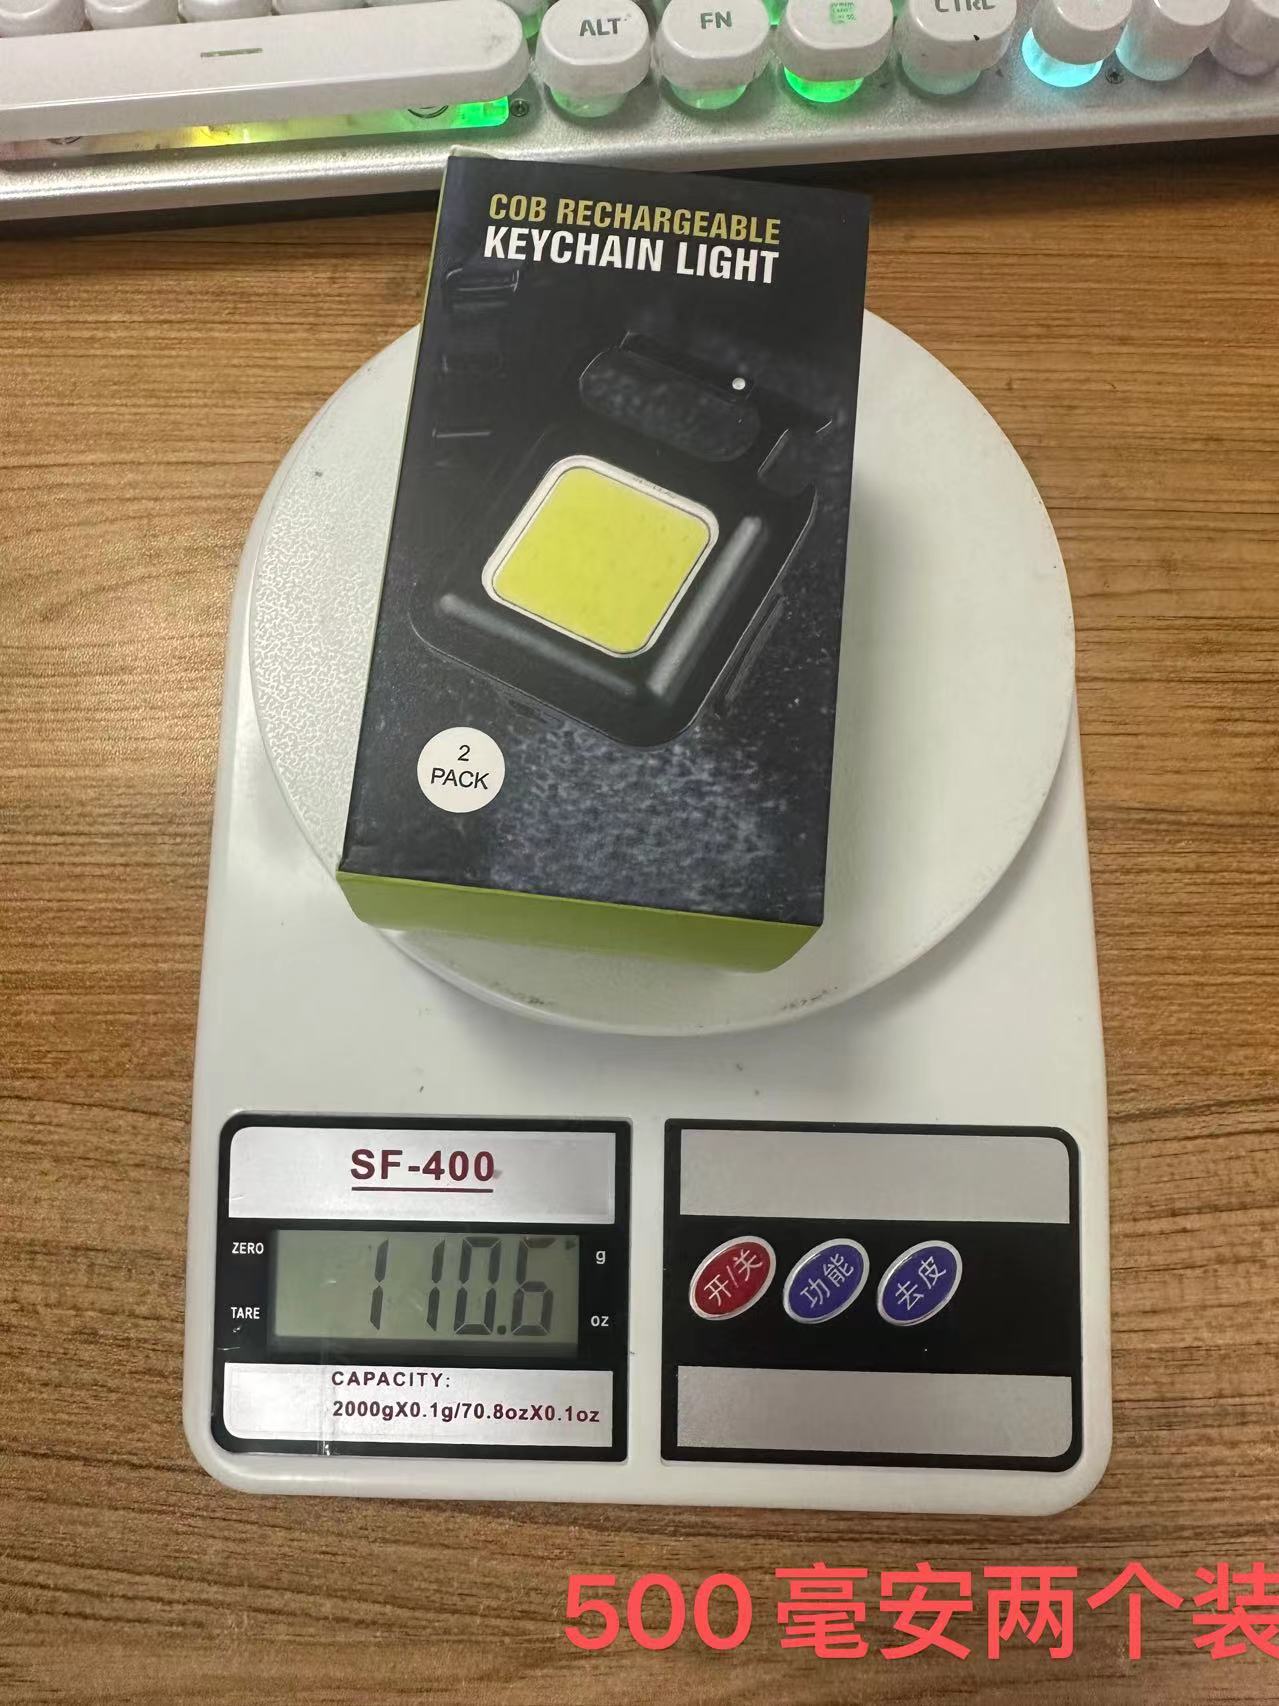 ALT
FN
CTRL
COB RECHARGEABLE
KEYCHAIN LIGHT
2
PACK
SF-400
ZERO
TARE
110.6
g
oz
开/关
功能
去皮
CAPACITY:
2000gX0.1g/70.8ozX0.1oz
500毫安两个装